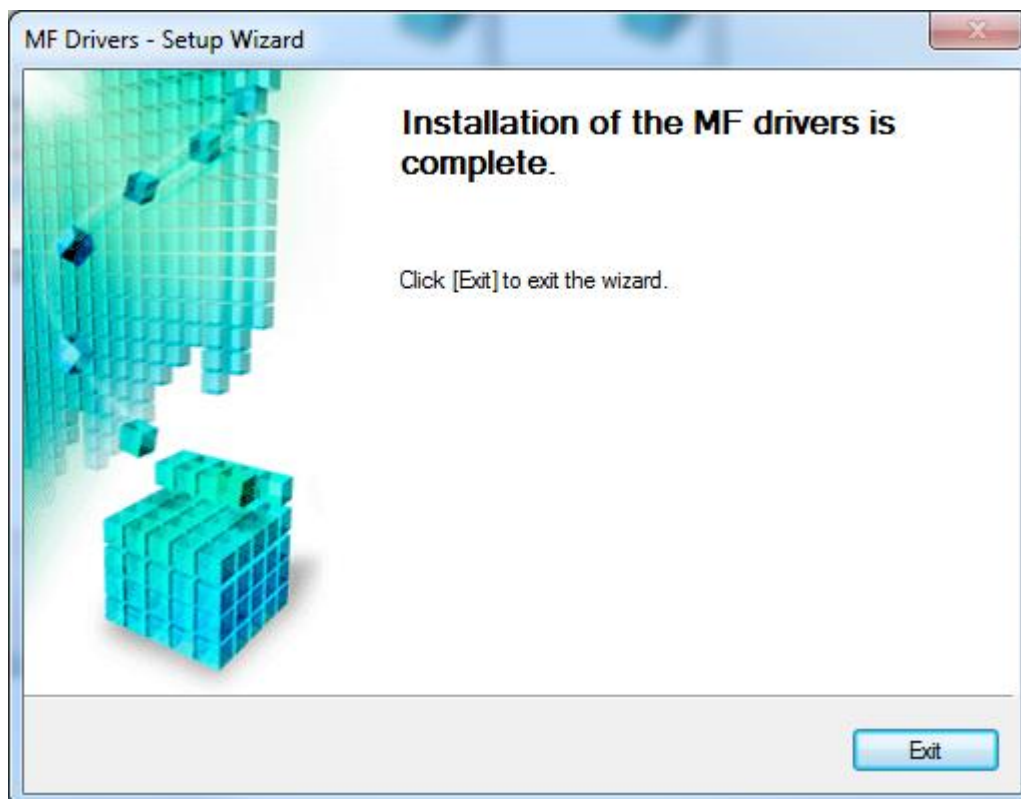 MF Drivers - Setup Wizard
Installation of the MF drivers is
complete.
Click [Exit] to exit the wizard.
Exit